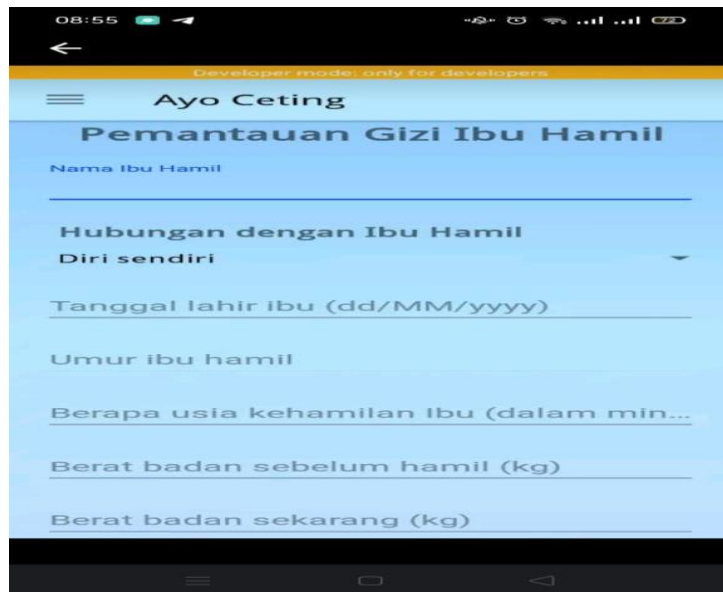 08:55
72
Developer mode: only for developers
Ayo Ceting
Pemantauan Gizi Ibu Hamil
Nama Ibu Hamil
Hubungan dengan Ibu Hamil
Diri sendiri
Tanggal lahir ibu (dd/MM/yyyy)
Umur ibu hamil
Berapa usia kehamilan Ibu (dalam min...
Berat badan sebelum hamil (kg)
Berat badan sekarang (kg)